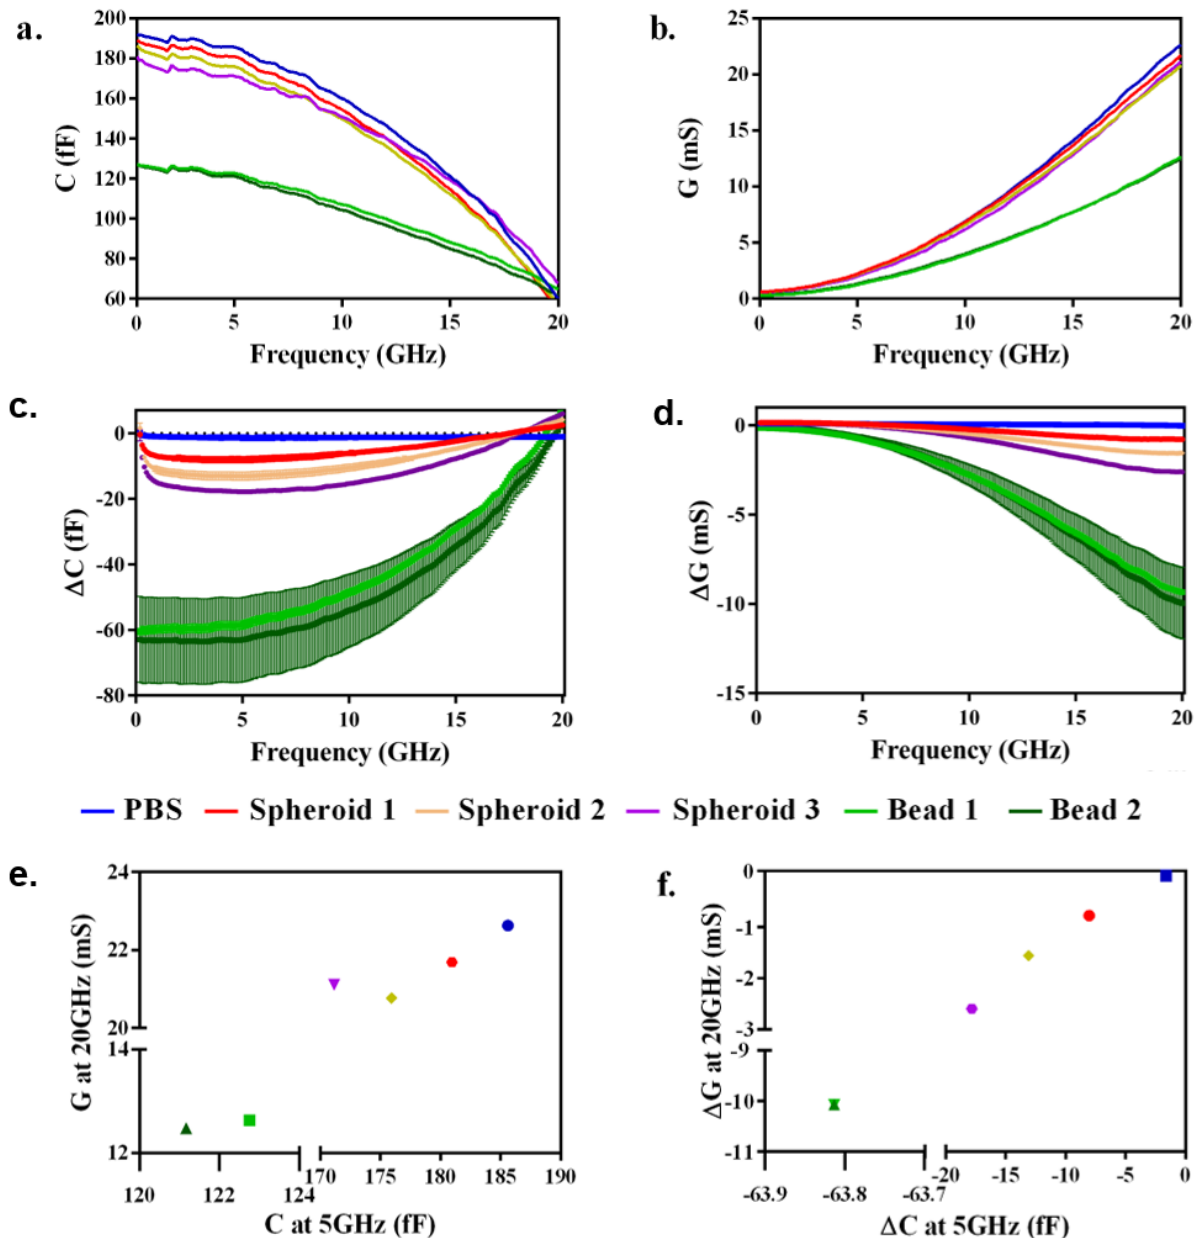 a.
200
180
160
140
120
100
80
60
C (fF)
0 5 10 15 20
Frequency (GHz)
b.
25
20
15
10
5
0
G (mS)
0 5 10 15 20
Frequency (GHz)
c.
0
-20
-40
-60
-80
ΔC (fF)
0 5 10 15 20
Frequency (GHz)
d.
0
-5
-10
-15
ΔG (mS)
0 5 10 15 20
Frequency (GHz)
PBS Spheroid 1 Spheroid 2 Spheroid 3 Bead 1 Bead 2
e.
24
22
20
14
12
G at 20GHz (mS)
170 175 180 185 190
120 122 124
C at 5GHz (fF)
f.
0
-1
-2
-3
-9
-10
-11
ΔG at 20GHz (mS)
-20 -15 -10 -5 0
-63.9 -63.8 -63.7
ΔC at 5GHz (fF)